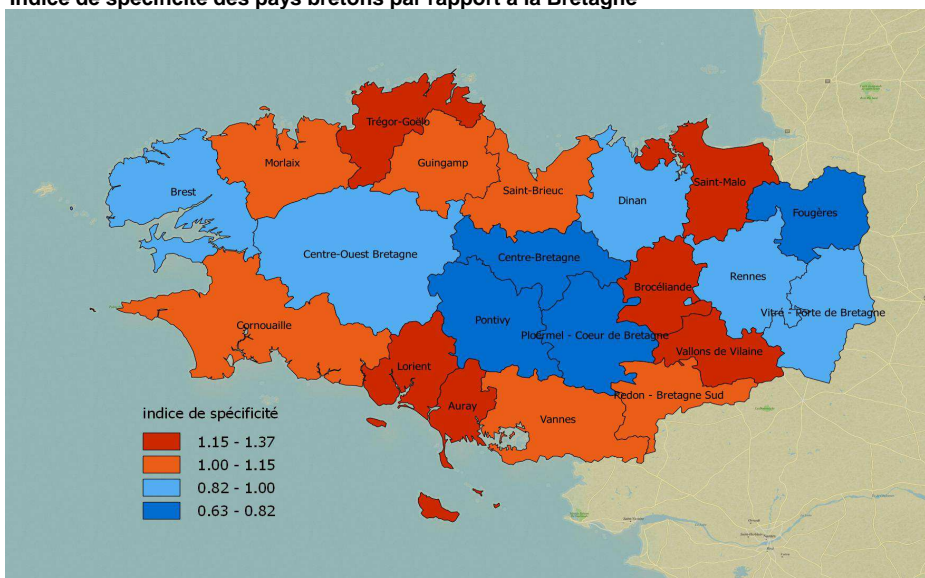 Indice de spécificité des pays bretons par rapport à la Bretagne
Trégor-Goëlo
Morlaix
Guingamp
Saint-Malo
Saint-Brieuc
Brest
Dinan
Fougères
Centre-Ouest Bretagne
Centre-Bretagne
Rennes
Brocéliande
Vitré - Porte de Bretagne
Pontivy
Ploërmel - Coeur de Bretagne
Cornouaille
Vallons de Vilaine
Lorient
Redon - Bretagne Sud
Auray
Vannes
indice de spécificité
1.15 - 1.37
1.00 - 1.15
0.82 - 1.00
0.63 - 0.82